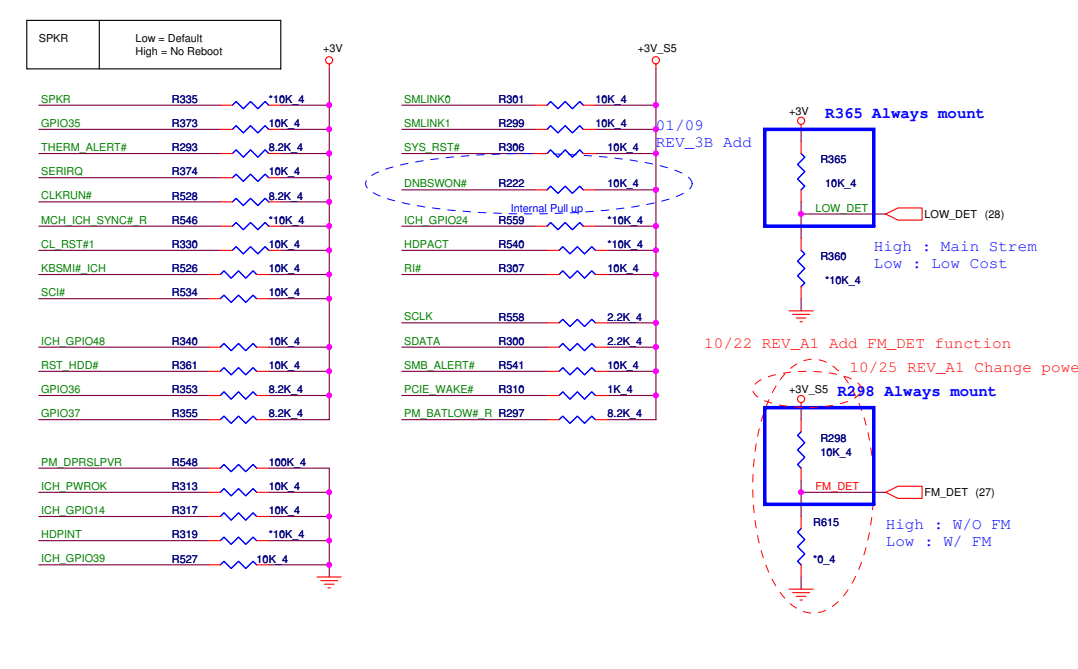 SPKR Low = Default
High = No Reboot
+3V
SPKR R335 *10K_4
GPIO35 R373 10K_4
THERM_ALERT# R293 8.2K_4
SERIRQ R374 10K_4
CLKRUN# R528 8.2K_4
MCH_ICH_SYNC#_R R546 *10K_4
CL_RST#1 R330 10K_4
KBSMI#_ICH R526 10K_4
SCI# R534 10K_4
ICH_GPIO48 R340 10K_4
RST_HDD# R361 10K_4
GPIO36 R353 8.2K_4
GPIO37 R355 8.2K_4
PM_DPRSLPVR R548 100K_4
ICH_PWROK R313 10K_4
ICH_GPIO14 R317 10K_4
HDPINT R319 *10K_4
ICH_GPIO39 R527 10K_4
+3V_S5
SMLINK0 R301 10K_4
SMLINK1 R299 10K_4
SYS_RST# R306 10K_4
DNBSWON# R222 10K_4
Internal Pull up
ICH_GPIO24 R559 *10K_4
HDPACT R540 *10K_4
RI# R307 10K_4
SCLK R558 2.2K_4
SDATA R300 2.2K_4
SMB_ALERT# R541 10K_4
PCIE_WAKE# R310 1K_4
PM_BATLOW#_R R297 8.2K_4
01/09
REV_3B Add
+3V
R365 Always mount
R365
10K_4
LOW_DET
LOW_DET (28)
R360
*10K_4
High : Main Strem
Low : Low Cost
10/22 REV_A1 Add FM_DET function
10/25 REV_A1 Change powe
+3V_S5
R298 Always mount
R298
10K_4
FM_DET
FM_DET (27)
R615
*0_4
High : W/O FM
Low : W/ FM